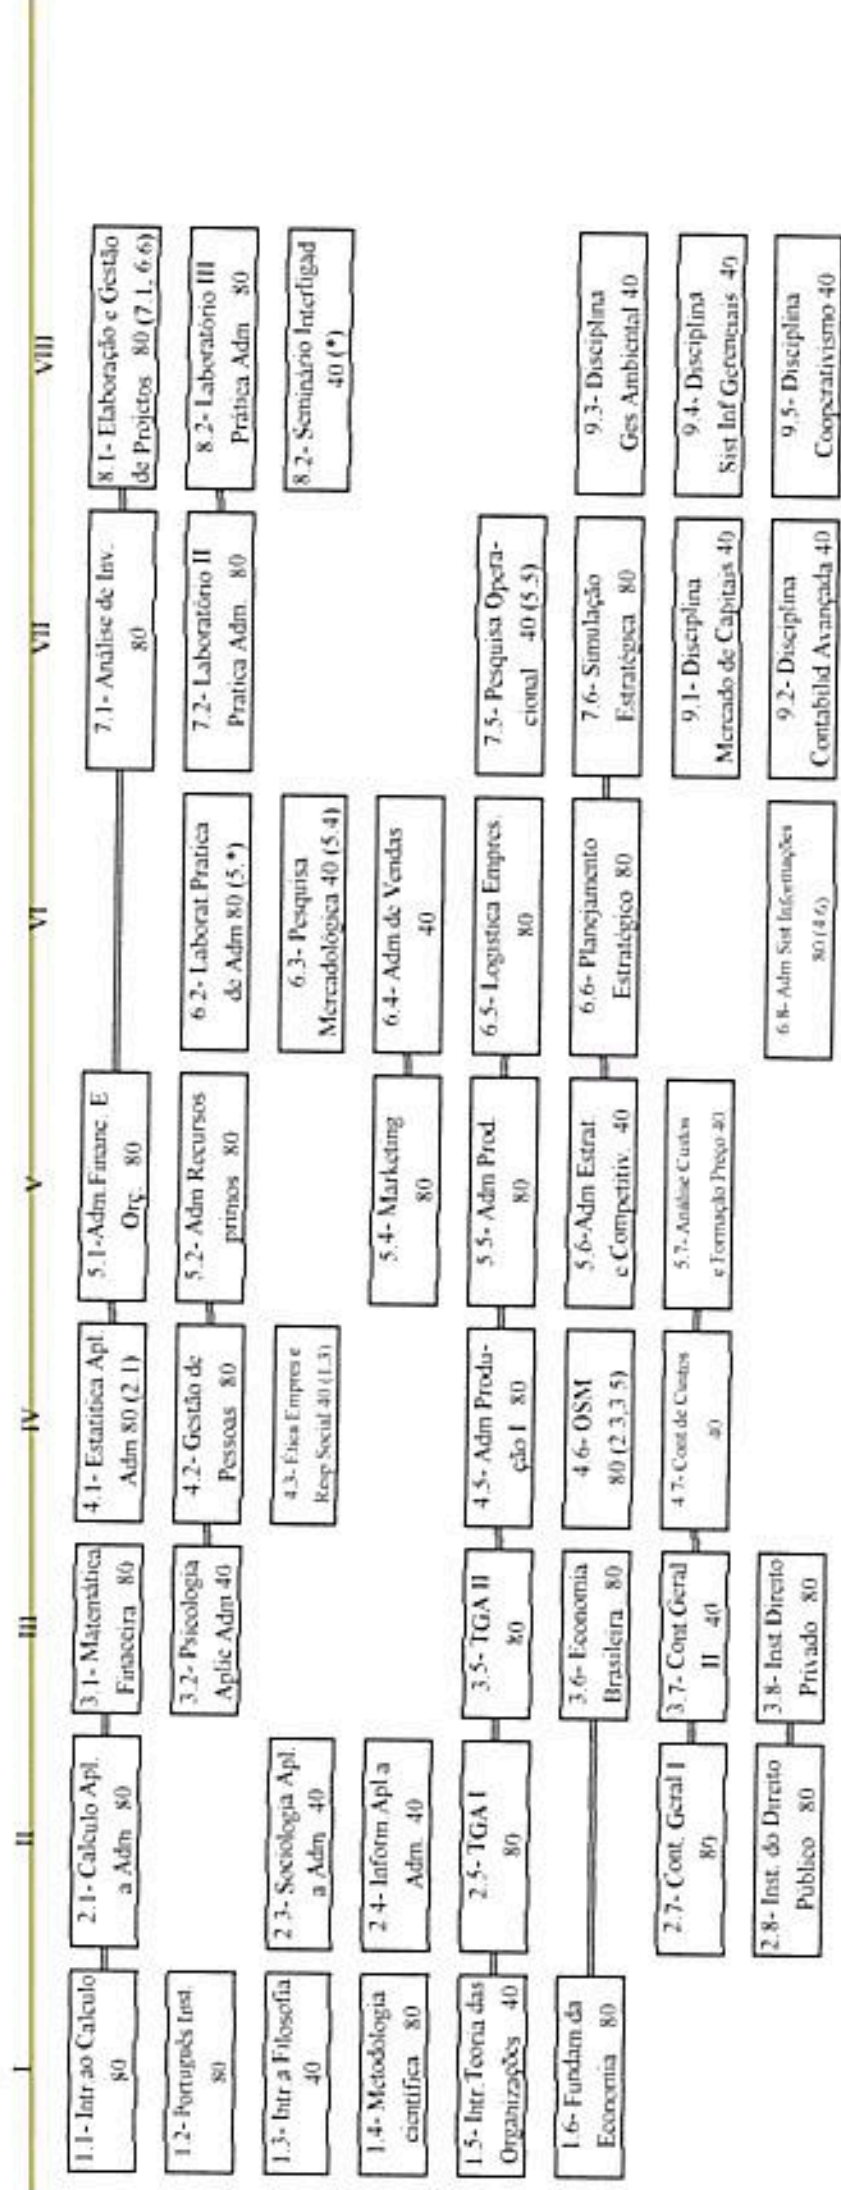 I
II
III
IV
V
VI
VII
VIII
1.1- Intr ao Calculo
80
1.2- Português Inst.
80
1.3- Intr a Filosofia
40
1.4- Metodologia
cientifica 80
1.5- Intr. Teoria das
Organizações 40
1.6- Fundam da
Economia 80
2.1- Calculo Apl.
a Adm 80
2 3- Sociologia Apl.
a Adm 40
2 4- Inform Apl a
Adm. 40
2.5- TGA I
80
2.7- Cont. Geral I
80
2.8- Inst. do Direito
Público 80
3.1- Matemática
Finaceira 80
3.2- Psicologia
Aplic Adm 40
3.5- TGA II
80
3.6- Economia
Brasileira 80
3.7- Cont Geral
II 40
3.8- Inst Direito
Privado 80
4.1- Estatitica Apl.
Adm 80 (2.1)
4.2- Gestão de
Pessoas 80
4.3- Ética Empres e
Resp Social 40 (1.3)
4.5- Adm Produ-
ção I 80
4.6- OSM
80 (2.3,3 5)
4.7- Cont de Custos
40
5.1-Adm.Financ. E
Orç. 80
5.2- Adm Recursos
primos 80
5.4- Marketing
80
5.5- Adm Prod.
80
5.6-Adm Estrat.
e Competitiv. 40
5.7- Análise Custos
e Formação Preço 40
6.2- Laborat.Pratica
de Adm 80 (5.*)
6.3- Pesquisa
Mercadológica 40 (5.4)
6.4- Adm de Vendas
40
6.5- Logistica Empres.
80
6.6- Planejamento
Estratégico 80
6.8- Adm Sist Informações
80 (4.6)
7.1- Análise de Inv.
80
7.2- Laboratório II
Pratica Adm. 80
7.5- Pesquisa Opera-
cional 40 (5.5)
7.6- Simulação
Estratégica 80
9.1- Disciplina
Mercado de Capitais 40
9.2- Disciplina
Contabilid Avançada 40
8.1- Elaboração e Gestão
de Projetos 80 (7.1, 6.6)
8.2- Laboratório III
Prática Adm 80
8.2- Seminário Interligad
40 (*)
9.3- Disciplina
Ges Ambiental 40
9.4- Disciplina
Sist Inf Gerenciais 40
9.5- Disciplina
Cooperativismo 40